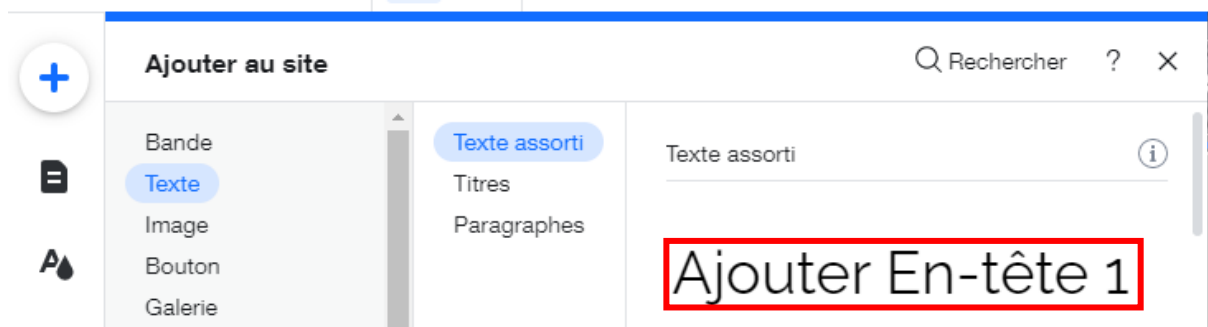 Ajouter au site
Rechercher ?
Bande
Texte
Image
Bouton
Galerie
Texte assorti
Titres
Paragraphes
Texte assorti
Ajouter En-tête 1